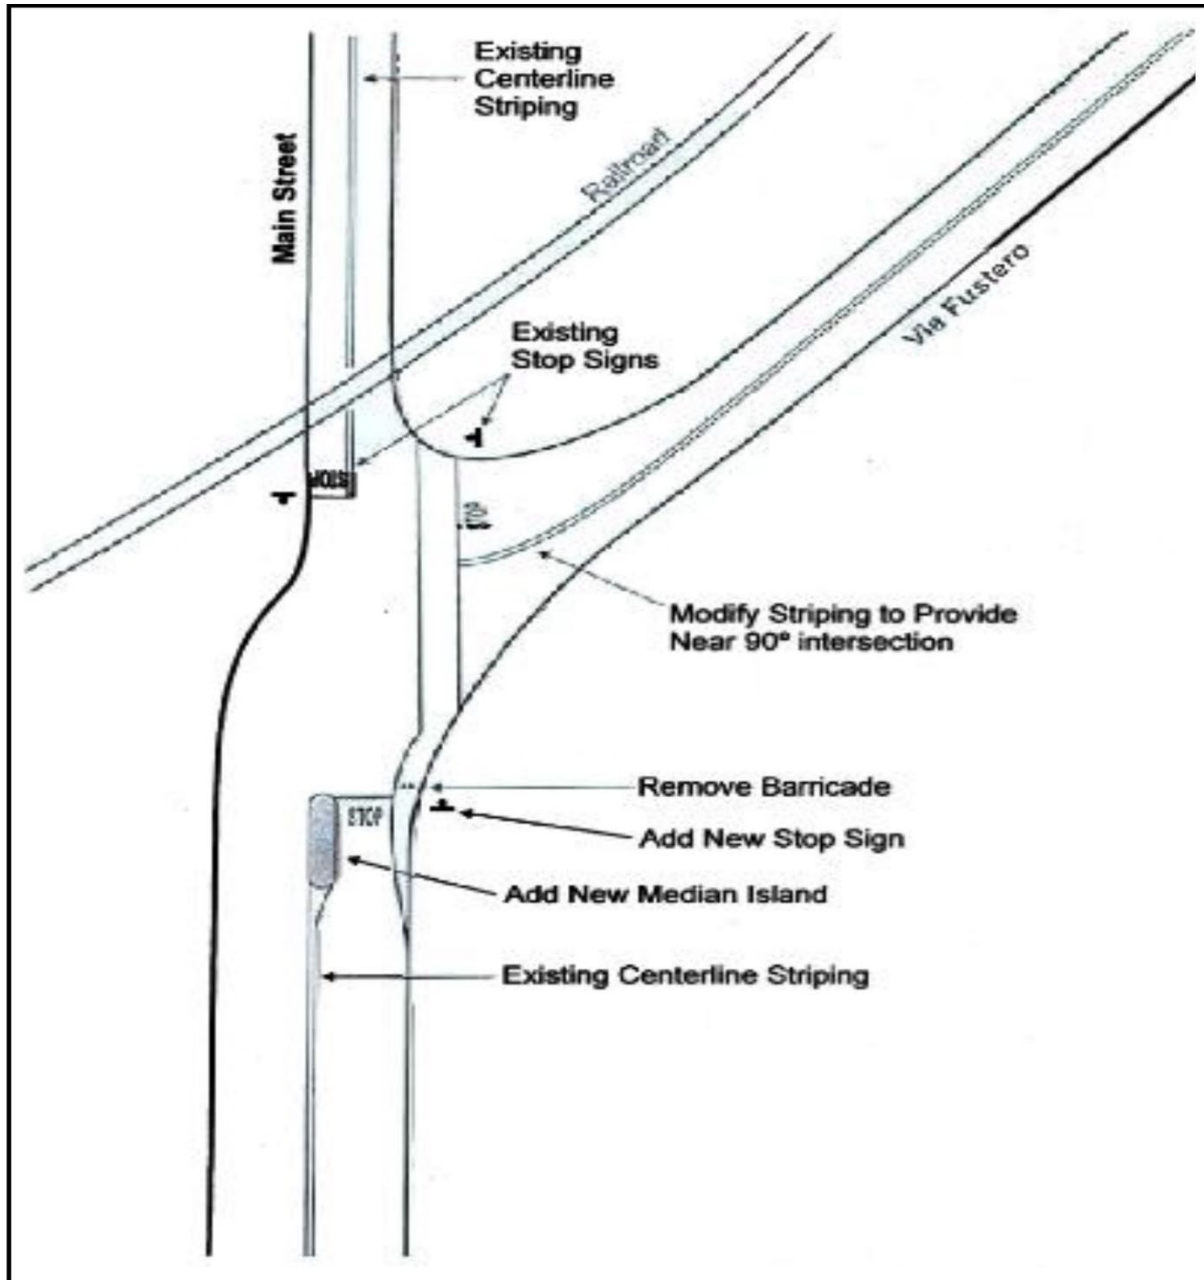 Existing
Centerline
Striping
Main Street
Railroad
Via Fustero
Existing
Stop Signs
STOP
STOP
Modify Striping to Provide
Near 90° intersection
Remove Barricade
STOP
Add New Stop Sign
Add New Median Island
Existing Centerline Striping